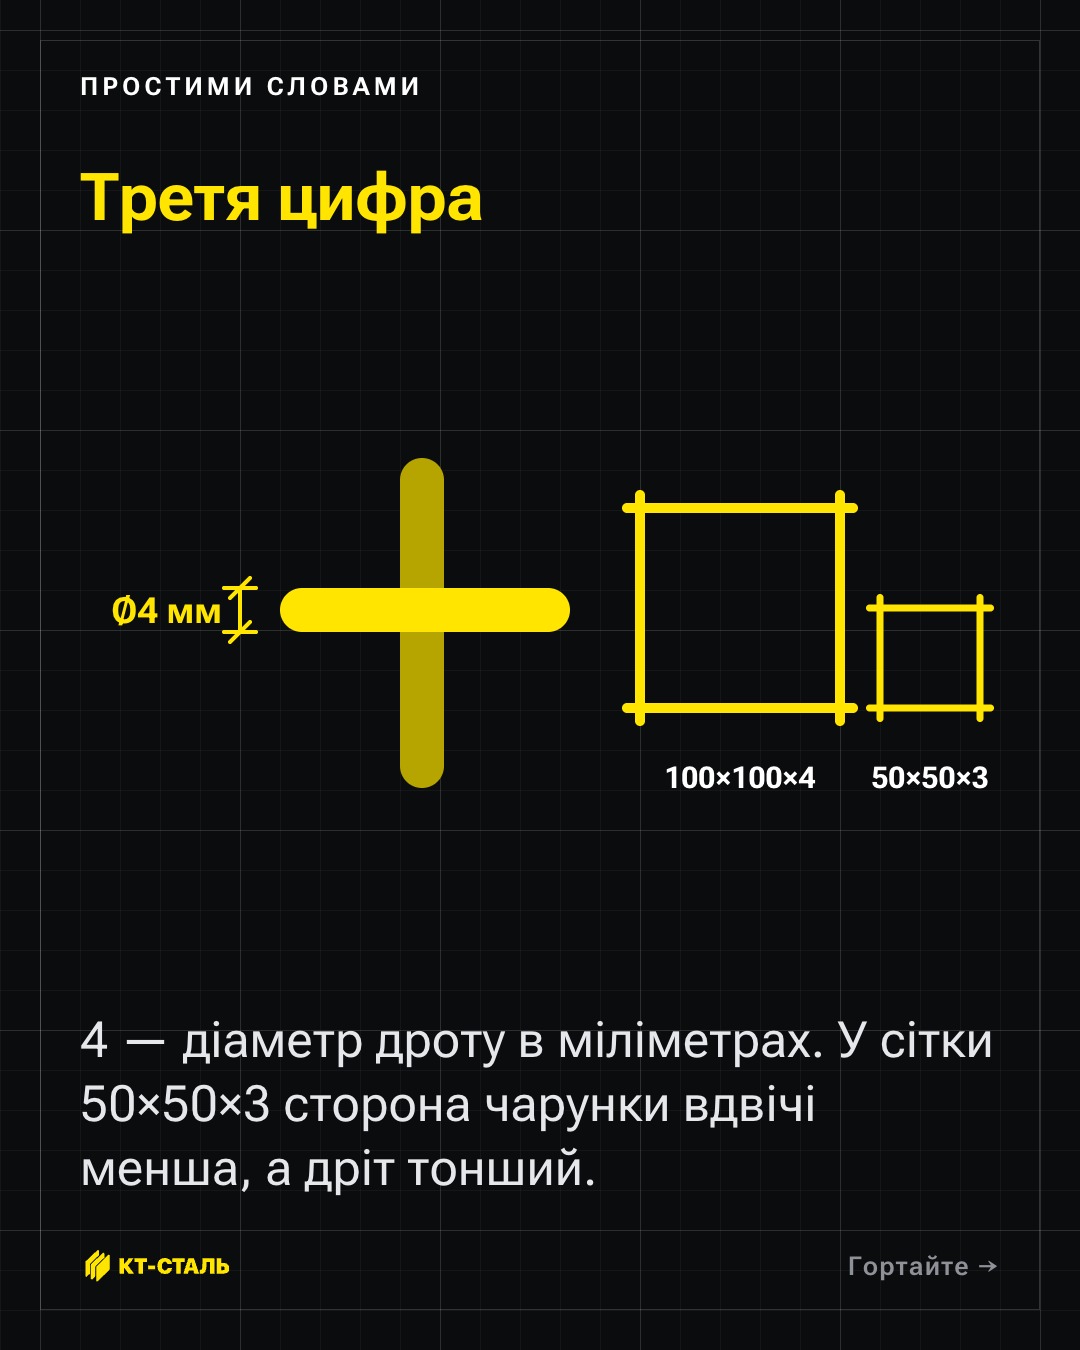 ПРОСТИМИ СЛОВАМИ
Третя цифра
Ø4 мм
100×100×4
50×50×3
4 — діаметр дроту в міліметрах. У сітки
50×50×3 сторона чарунки вдвічі
менша, а дріт тонший.
КТ-СТАЛЬ
Гортайте →